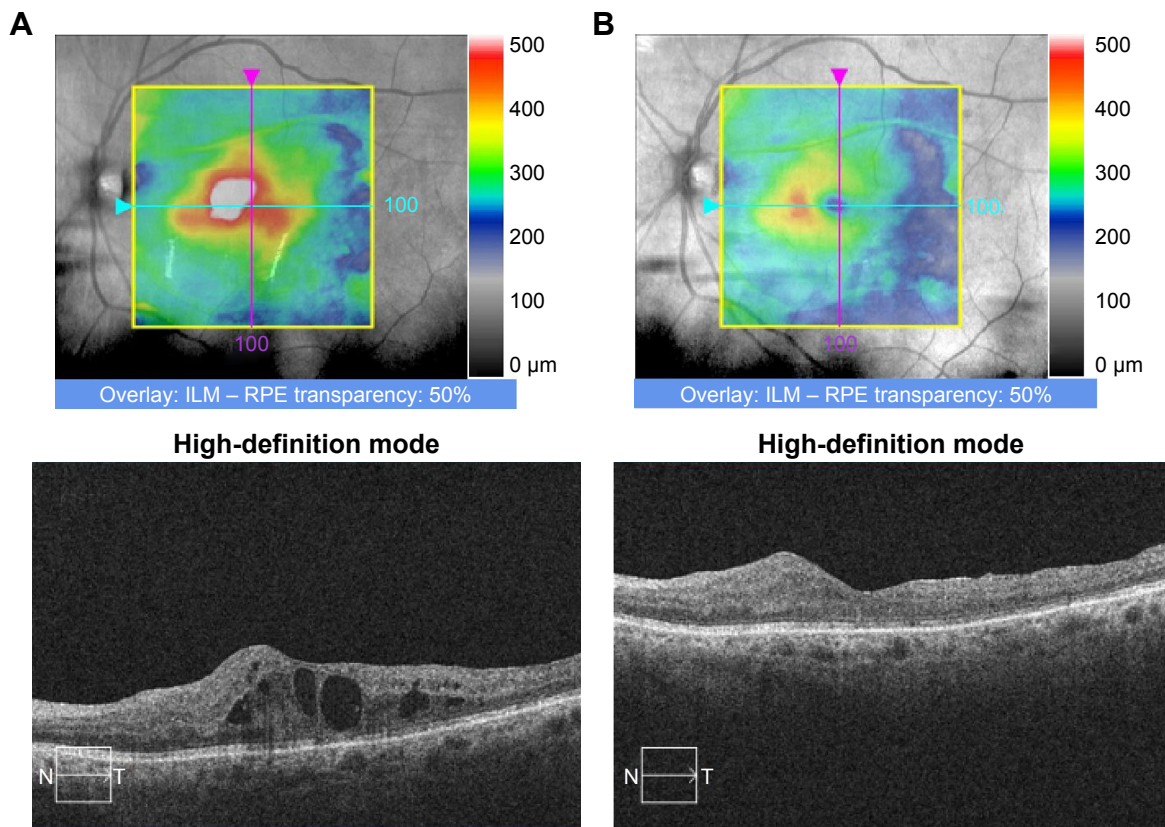 A
B
500
400
300
200
100
0 µm
100
100
Overlay: ILM – RPE transparency: 50%
500
400
300
200
100
0 µm
100
100
Overlay: ILM – RPE transparency: 50%
High-definition mode
High-definition mode
N T
N T